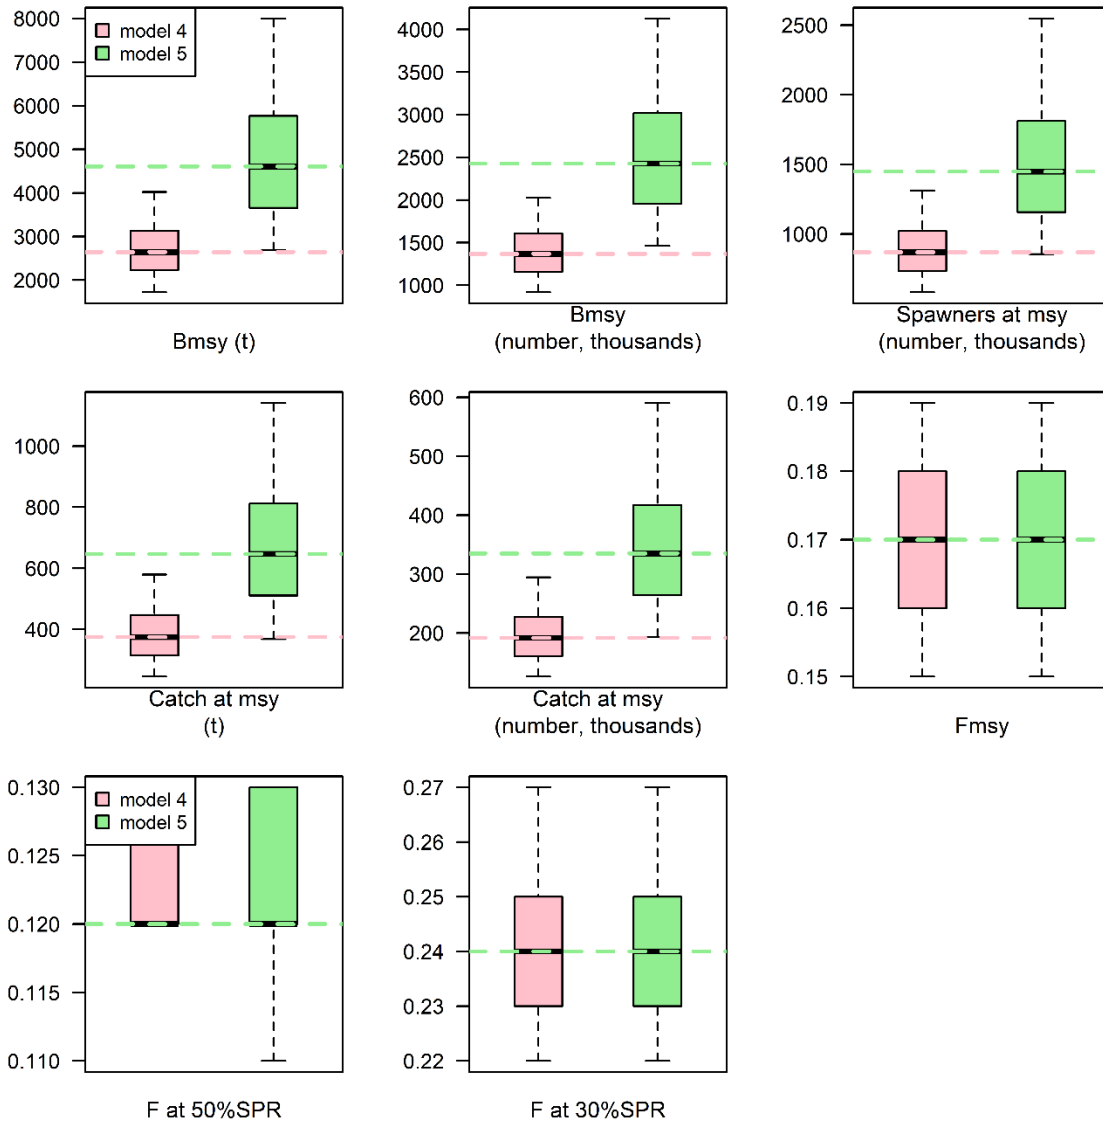 8000
7000
6000
5000
4000
3000
2000
model 4
model 5
Bmsy (t)
4000
3500
3000
2500
2000
1500
1000
Bmsy
(number, thousands)
2500
2000
1500
1000
Spawners at msy
(number, thousands)
1000
800
600
400
Catch at msy
(t)
600
500
400
300
200
Catch at msy
(number, thousands)
0.19
0.18
0.17
0.16
0.15
Fmsy
0.130
0.125
0.120
0.115
0.110
model 4
model 5
F at 50%SPR
0.27
0.26
0.25
0.24
0.23
0.22
F at 30%SPR